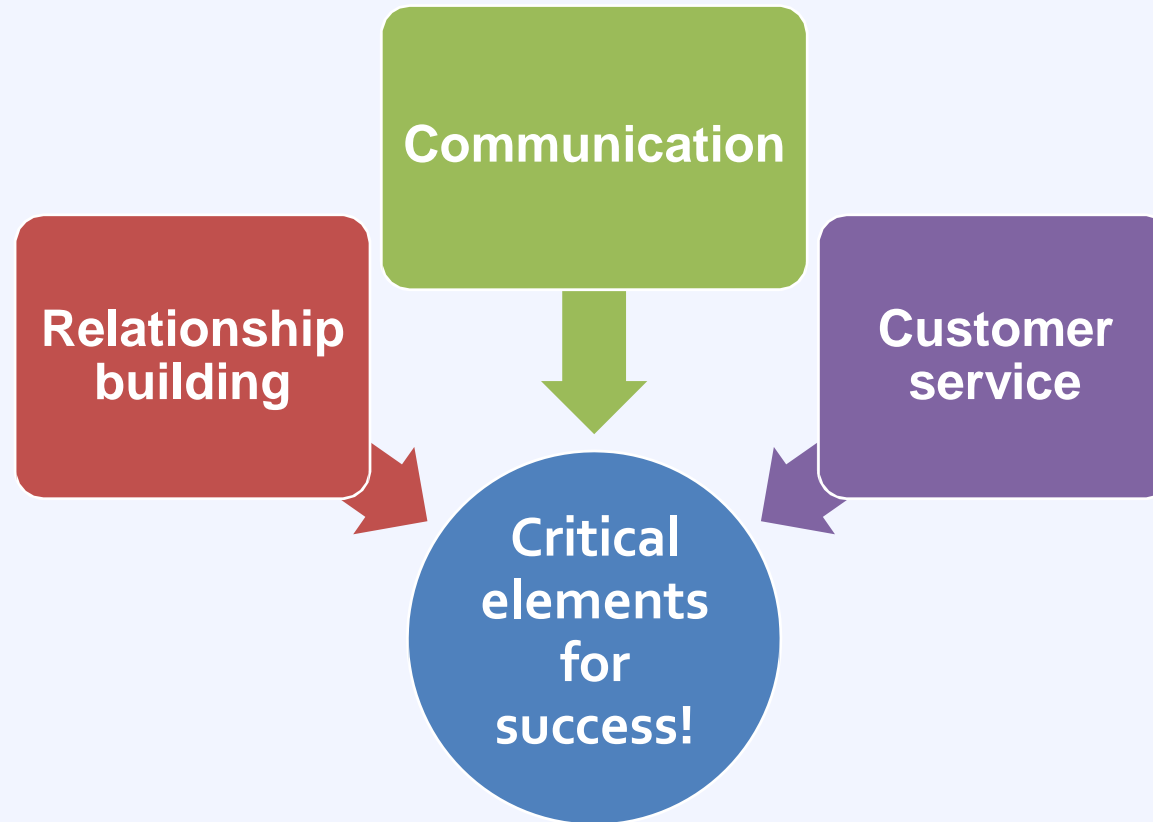 Communication
Relationship
building
Customer
service
Critical
elements
for
success!